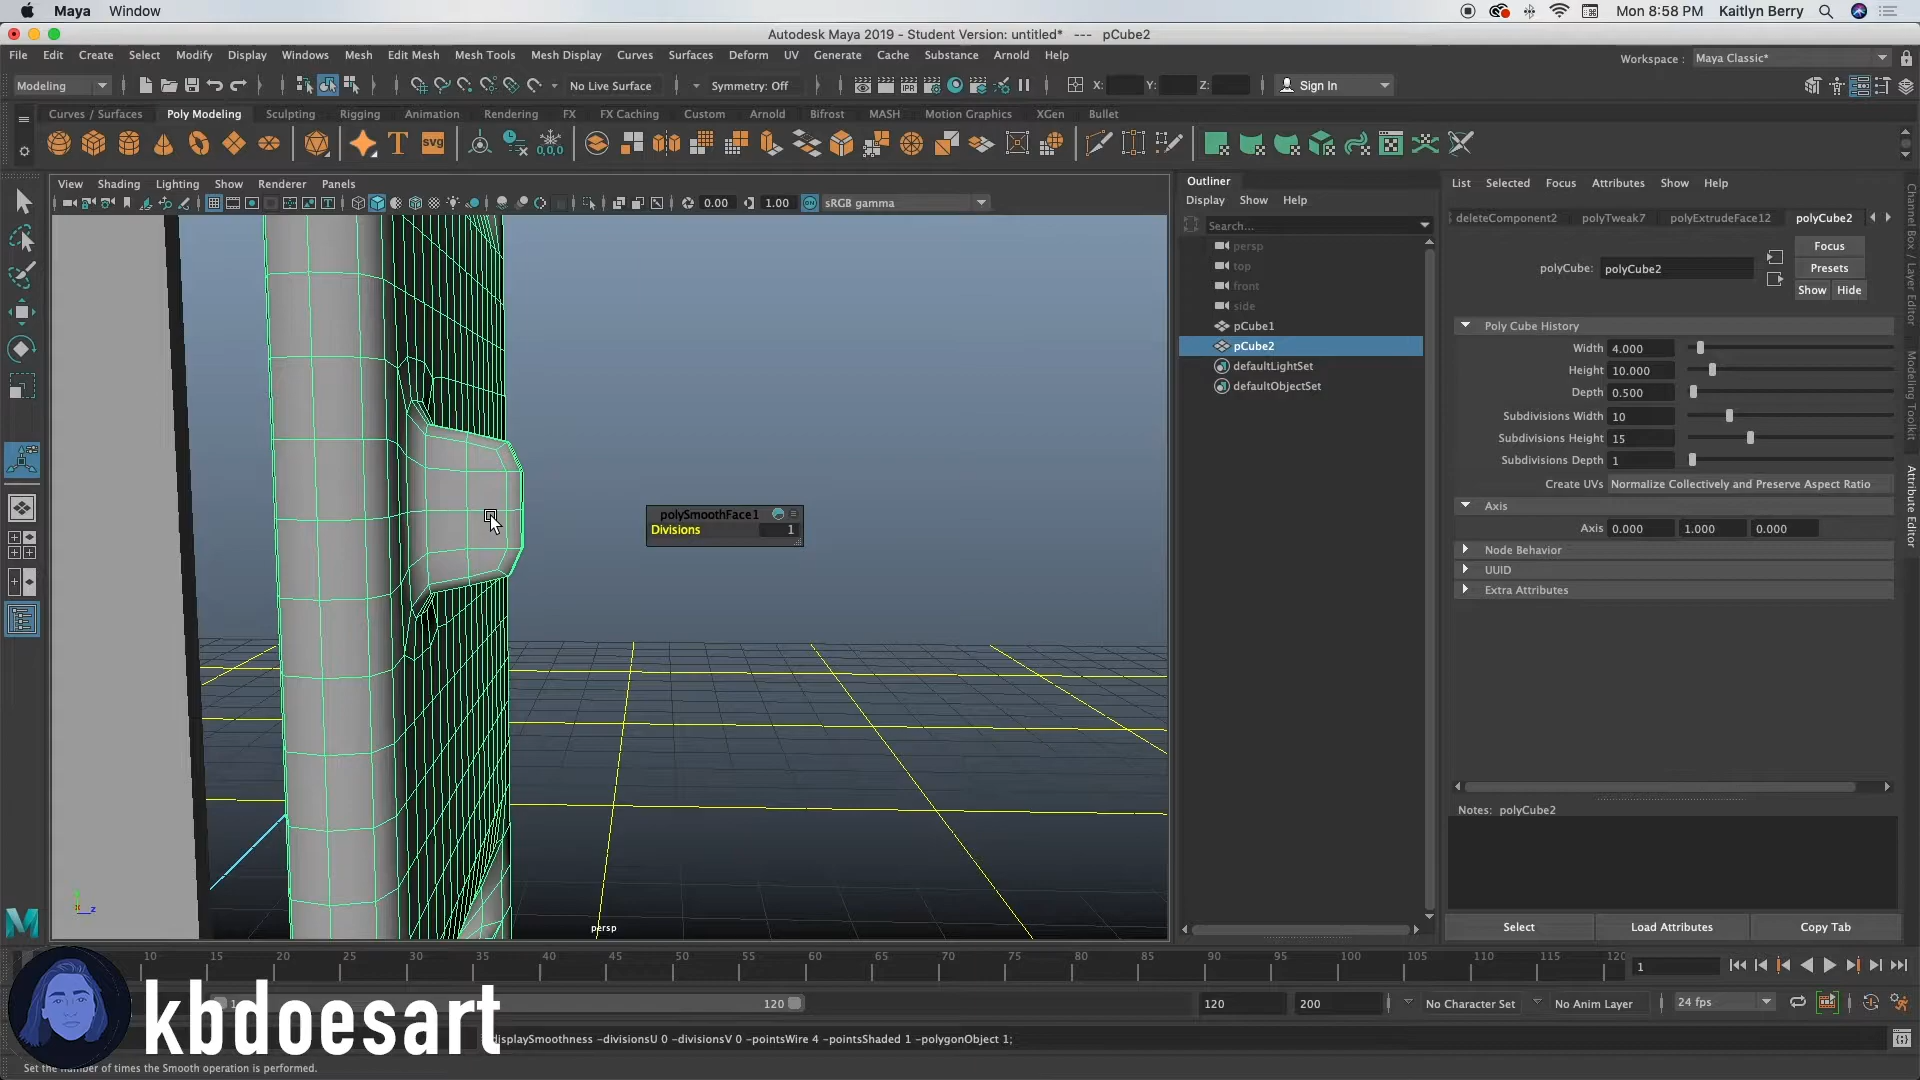 Maya Window
Mon 8:58 PM Kaitlyn Berry
Autodesk Maya 2019 - Student Version: untitled* --- pCube2
File Edit Create Select Modify Display Windows Mesh Edit Mesh Mesh Tools Mesh Display Curves Surfaces Deform UV Generate Cache Substance Arnold Help
Workspace : Maya Classic*
Modeling No Live Surface Symmetry: Off X: Y: Z: Sign In
Curves / Surfaces Poly Modeling Sculpting Rigging Animation Rendering FX FX Caching Custom Arnold Bifrost MASH Motion Graphics XGen Bullet
View Shading Lighting Show Renderer Panels
0.00 1.00 sRGB gamma
Outliner
Display Show Help
Search...
persp
top
front
side
pCube1
pCube2
defaultLightSet
defaultObjectSet
List Selected Focus Attributes Show Help
deleteComponent2 polyTweak7 polyExtrudeFace12 polyCube2
Focus
polyCube: polyCube2
Presets
Show Hide
Poly Cube History
Width 4.000
Height 10.000
Depth 0.500
Subdivisions Width 10
Subdivisions Height 15
Subdivisions Depth 1
Create UVs Normalize Collectively and Preserve Aspect Ratio
Axis
Axis 0.000 1.000 0.000
Node Behavior
UUID
Extra Attributes
Notes: polyCube2
Select Load Attributes Copy Tab
Channel Box / Layer Editor
Modeling Toolkit
Attribute Editor
polySmoothFace1
Divisions 1
z
persp
10 15 20 25 30 35 40 45 50 55 60 65 70 75 80 85 90 95 100 105 110 115 120
1
120 120 200 No Character Set No Anim Layer 24 fps
kbdoesart
displaySmoothness -divisionsU 0 -divisionsV 0 -pointsWire 4 -pointsShaded 1 -polygonObject 1;
Set the number of times the Smooth operation is performed.